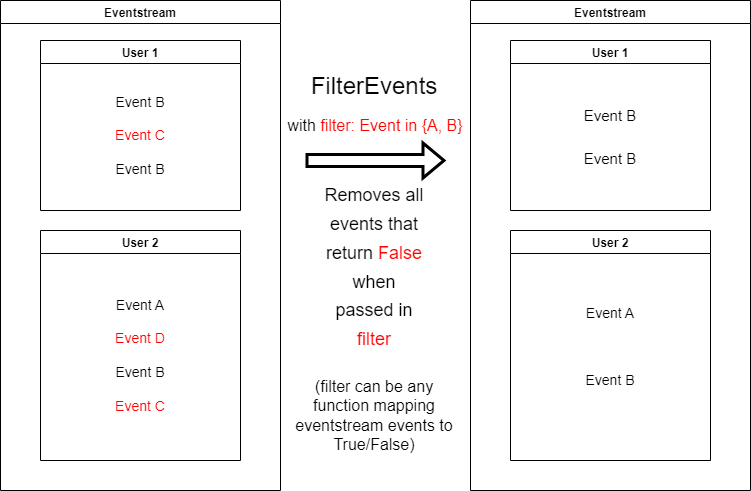 Eventstream
User 1
Event B
Event C
Event B
User 2
Event A
Event D
Event B
Event C
FilterEvents
with filter: Event in {A, B}
Removes all
events that
return False
when
passed in
filter
(filter can be any
function mapping
eventstream events to
True/False)
Eventstream
User 1
Event B
Event B
User 2
Event A
Event B